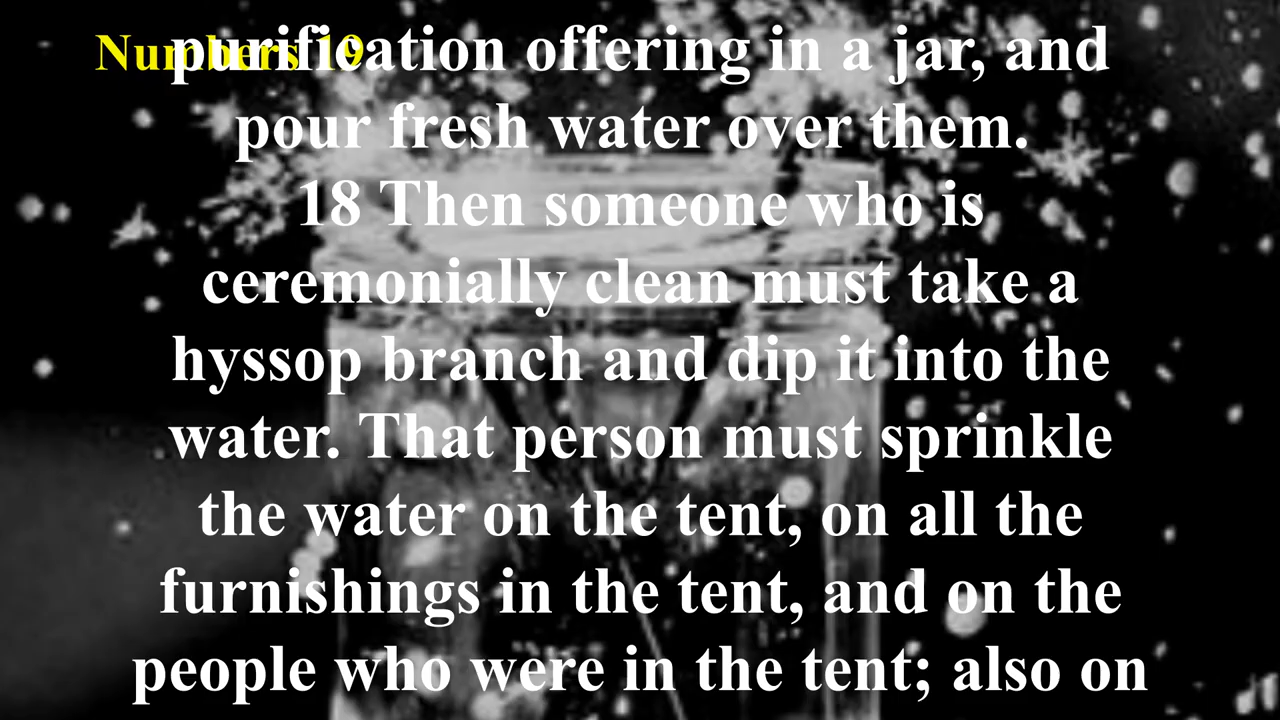 Numbers 19
purification offering in a jar, and
pour fresh water over them.
18 Then someone who is
ceremonially clean must take a
hyssop branch and dip it into the
water. That person must sprinkle
the water on the tent, on all the
furnishings in the tent, and on the
people who were in the tent; also on